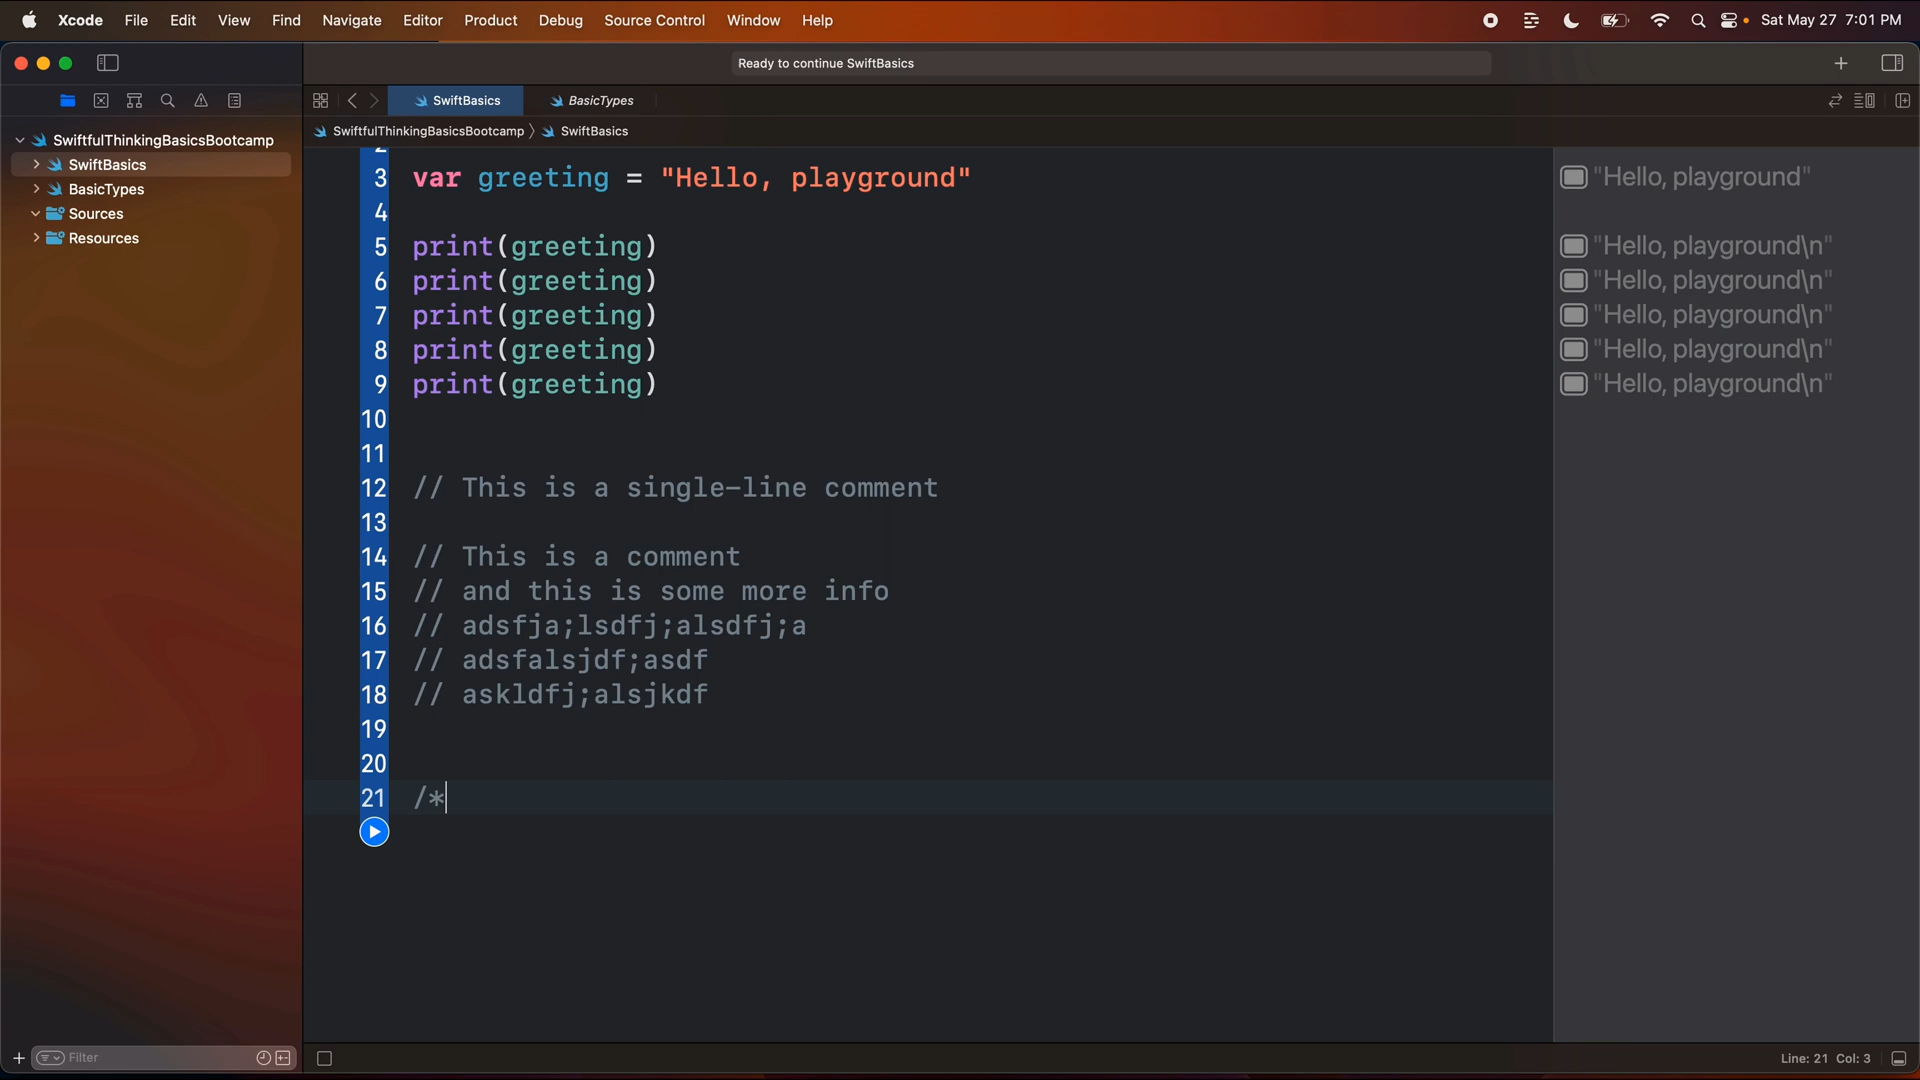 Xcode File Edit View Find Navigate Editor Product Debug Source Control Window Help Sat May 27 7:01 PM
Ready to continue SwiftBasics
SwiftBasics BasicTypes
SwiftfulThinkingBasicsBootcamp SwiftBasics
SwiftfulThinkingBasicsBootcamp
SwiftBasics
BasicTypes
Sources
Resources
3 var greeting = "Hello, playground"
4
5 print(greeting)
6 print(greeting)
7 print(greeting)
8 print(greeting)
9 print(greeting)
10
11
12 // This is a single-line comment
13
14 // This is a comment
15 // and this is some more info
16 // adsfja;lsdfj;alsdfj;a
17 // adsfalsjdf;asdf
18 // askldfj;alsjkdf
19
20
21 /*
"Hello, playground"
"Hello, playground\n"
"Hello, playground\n"
"Hello, playground\n"
"Hello, playground\n"
"Hello, playground\n"
Filter
Line: 21 Col: 3